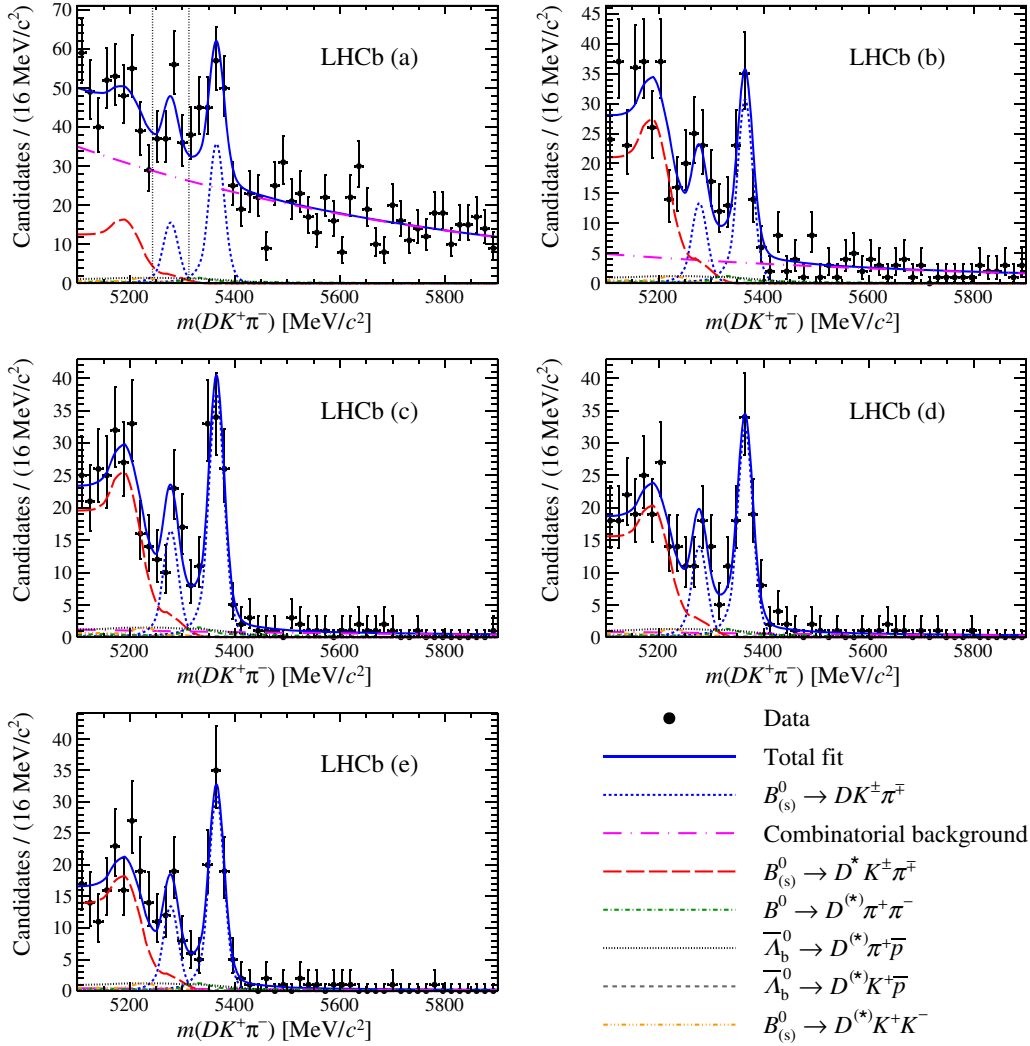 LHCb (a)
Candidates / (16 MeV/c²)
70
60
50
40
30
20
10
0
5200 5400 5600 5800
m(DK⁺π⁻) [MeV/c²]
LHCb (b)
Candidates / (16 MeV/c²)
45
40
35
30
25
20
15
10
5
0
5200 5400 5600 5800
m(DK⁺π⁻) [MeV/c²]
LHCb (c)
Candidates / (16 MeV/c²)
40
35
30
25
20
15
10
5
0
5200 5400 5600 5800
m(DK⁺π⁻) [MeV/c²]
LHCb (d)
Candidates / (16 MeV/c²)
40
35
30
25
20
15
10
5
0
5200 5400 5600 5800
m(DK⁺π⁻) [MeV/c²]
LHCb (e)
Candidates / (16 MeV/c²)
40
35
30
25
20
15
10
5
0
5200 5400 5600 5800
m(DK⁺π⁻) [MeV/c²]
Data
Total fit
B⁰₍ₛ₎ → DK^±π^∓
Combinatorial background
B⁰₍ₛ₎ → D* K^±π^∓
B⁰ → D^(*)π⁺π⁻
Λ̅_b⁰ → D^(*)π⁺p̅
Λ̅_b⁰ → D^(*)K⁺p̅
B⁰₍ₛ₎ → D^(*)K⁺K⁻